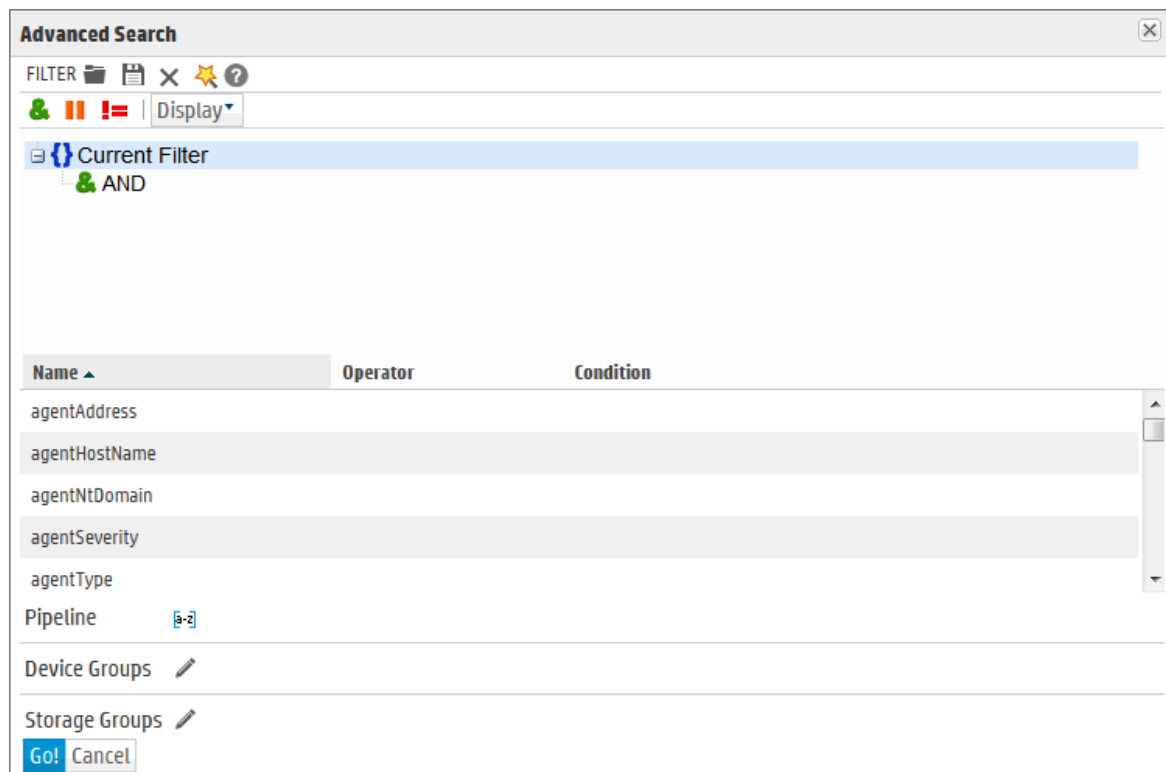 Advanced Search
FILTER
& || != Display
{} Current Filter
& AND
Name Operator Condition
agentAddress
agentHostName
agentNtDomain
agentSeverity
agentType
Pipeline [a-z]
Device Groups
Storage Groups
Go! Cancel